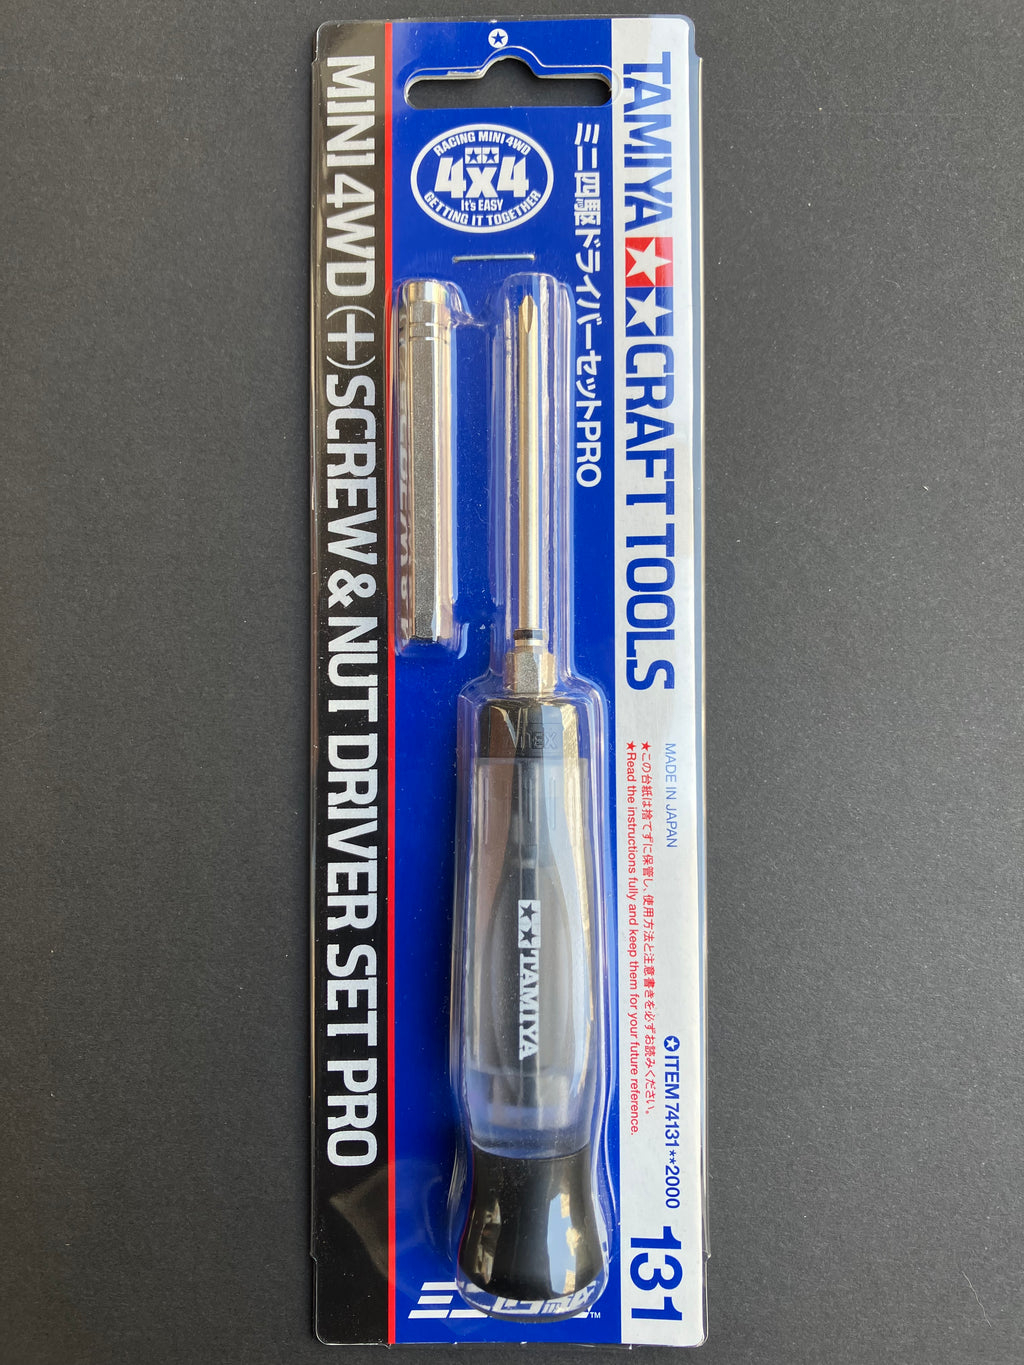 TAMIYA CRAFT TOOLS
MADE IN JAPAN
★この台紙は捨てずに保管し、使用方法と注意書きを必ずお読みください。
★Read the instructions fully and keep them for your future reference.
ITEM 74131**2000
131
ミニ四駆ドライバーセットPRO
RACING MINI 4WD
4x4
It's EASY
GETTING IT TOGETHER
TAMIYA
MINI 4WD (+) SCREW & NUT DRIVER SET PRO
ミニ
TM